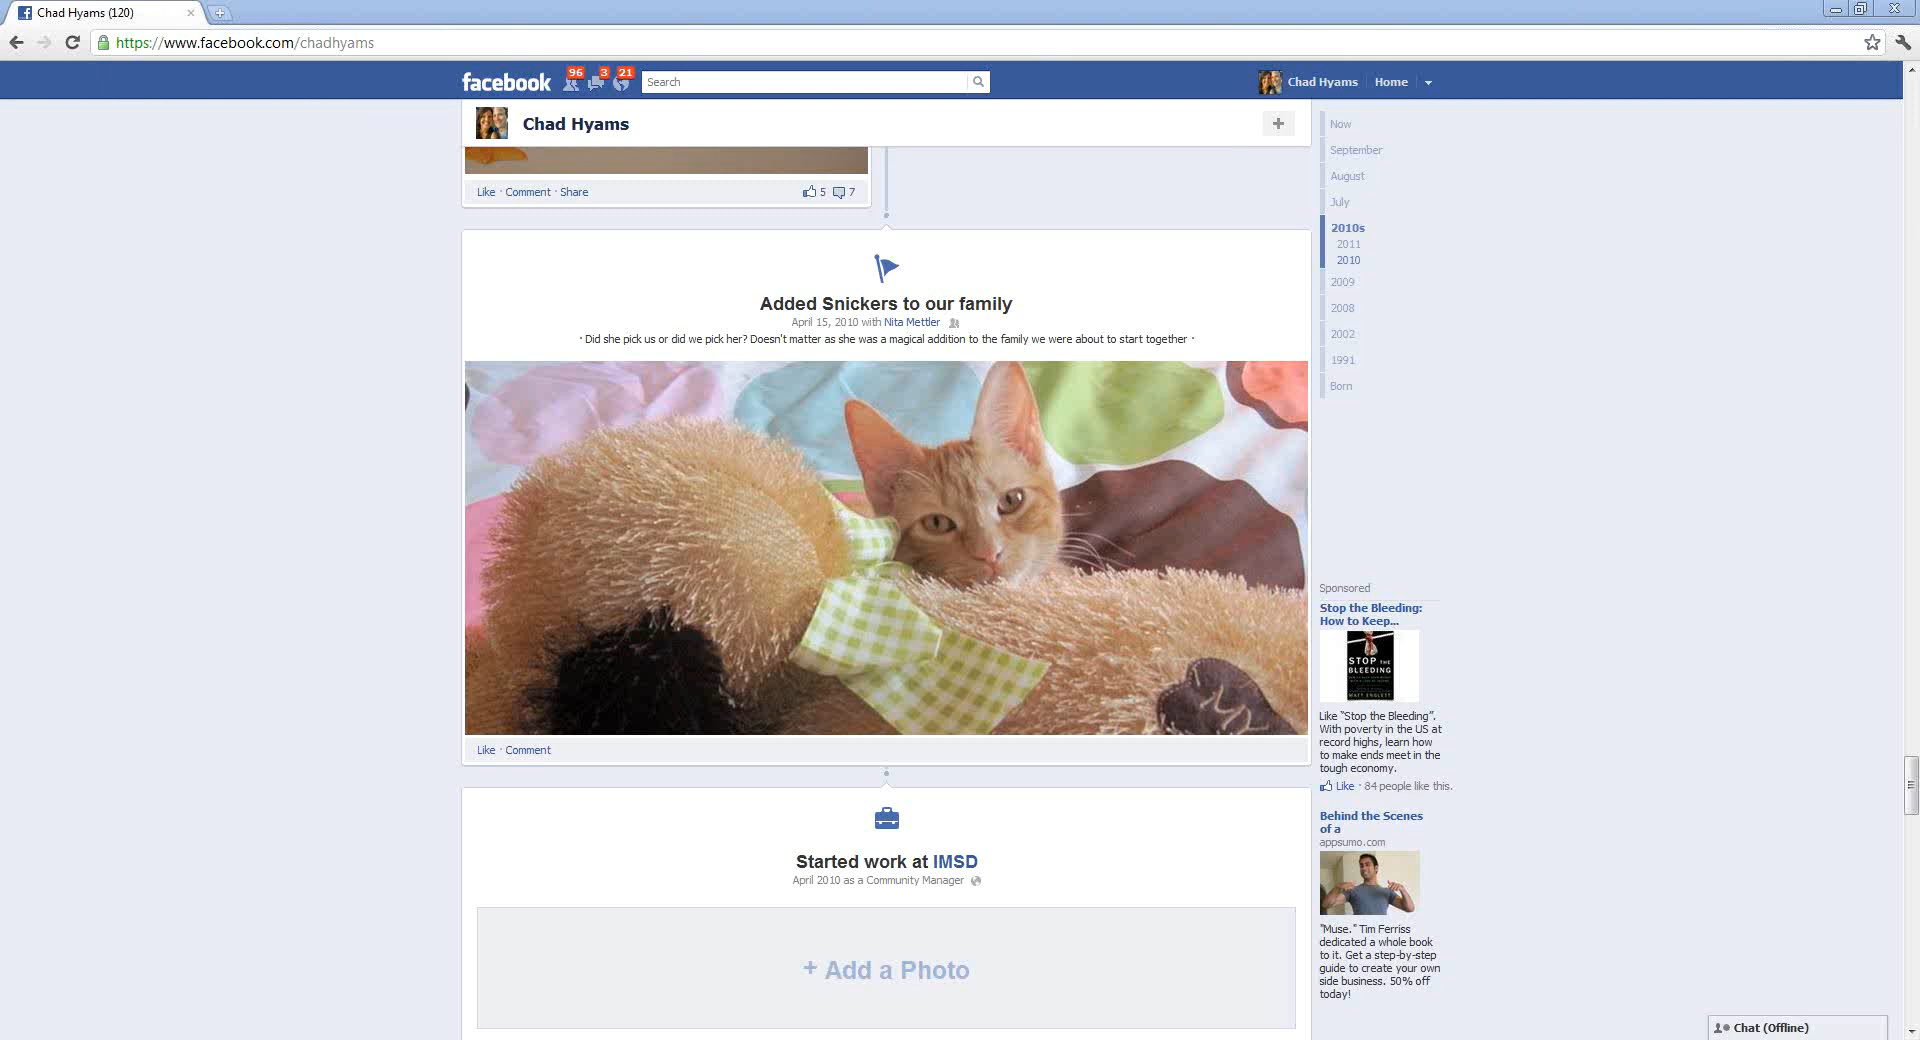 Chad Hyams (120)
https://www.facebook.com/chadhyams
facebook 96 3 21 Search Chad Hyams Home
Chad Hyams
Like · Comment · Share 5 7
Added Snickers to our family
April 15, 2010 with Nita Mettler
· Did she pick us or did we pick her? Doesn't matter as she was a magical addition to the family we were about to start together ·
Like · Comment
Started work at IMSD
April 2010 as a Community Manager
+ Add a Photo
Now
September
August
July
2010s
2011
2010
2009
2008
2002
1991
Born
Sponsored
Stop the Bleeding:
How to Keep...
STOP THE
BLEEDING
MATT ENGLETT
Like "Stop the Bleeding".
With poverty in the US at
record highs, learn how
to make ends meet in the
tough economy.
Like · 84 people like this.
Behind the Scenes
of a
appsumo.com
"Muse." Tim Ferriss
dedicated a whole book
to it. Get a step-by-step
guide to create your own
side business. 50% off
today!
Chat (Offline)